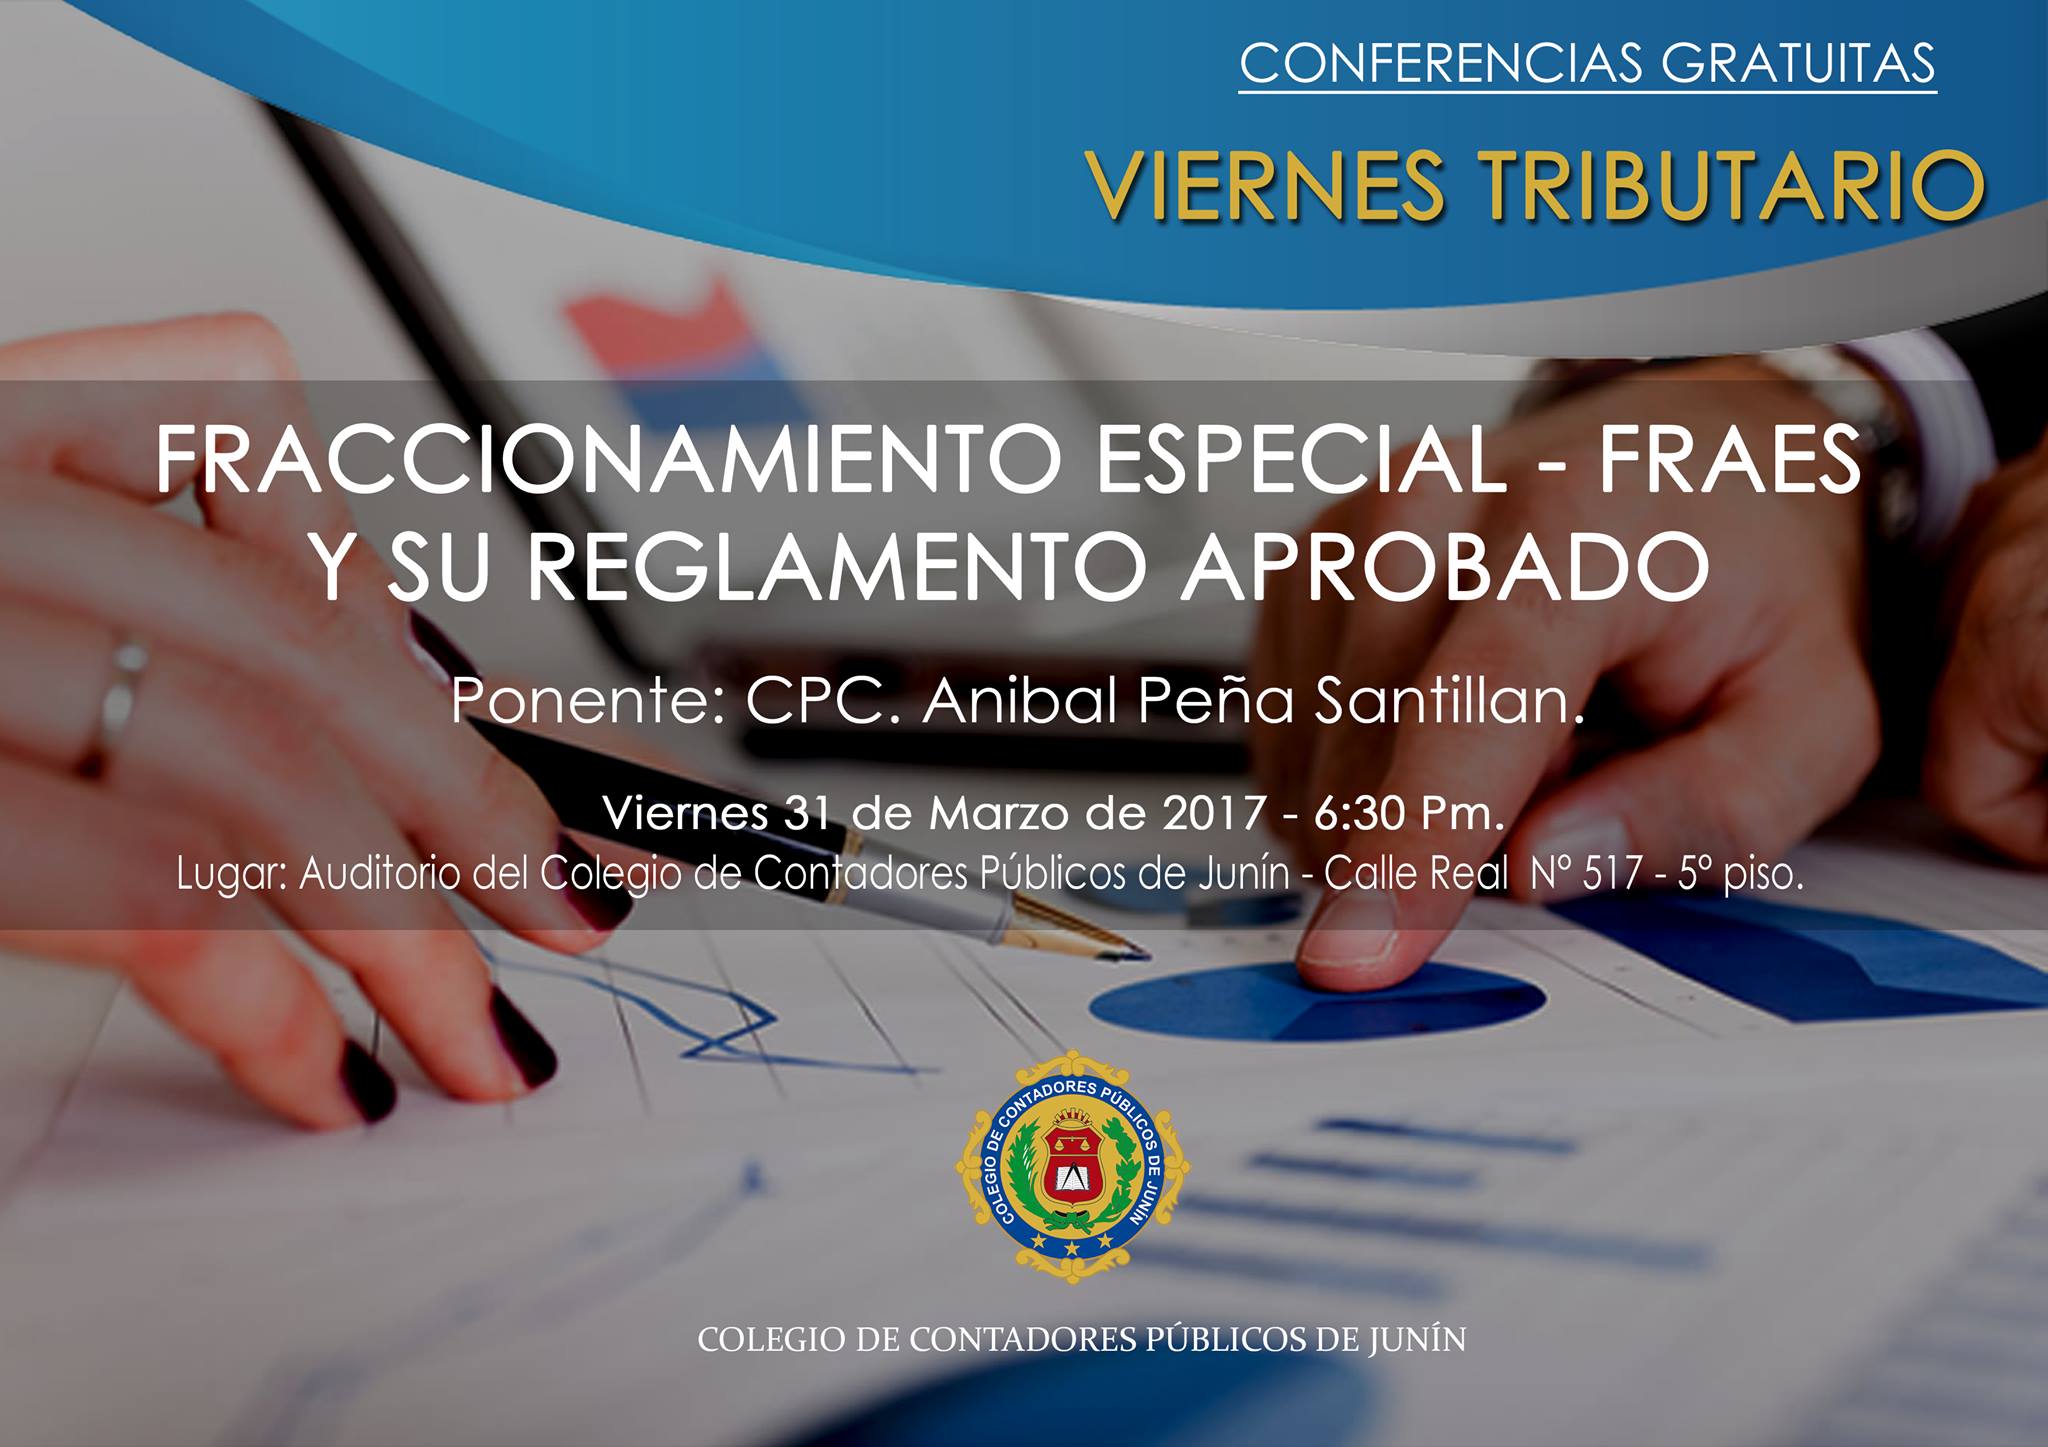 CONFERENCIAS GRATUITAS
VIERNES TRIBUTARIO
FRACCIONAMIENTO ESPECIAL - FRAES
Y SU REGLAMENTO APROBADO
Ponente: CPC. Anibal Peña Santillan.
Viernes 31 de Marzo de 2017 - 6:30 Pm.
Lugar: Auditorio del Colegio de Contadores Públicos de Junín - Calle Real Nº 517 - 5º piso.
COLEGIO DE CONTADORES PÚBLICOS DE JUNÍN
COLEGIO DE CONTADORES PÚBLICOS DE JUNÍN